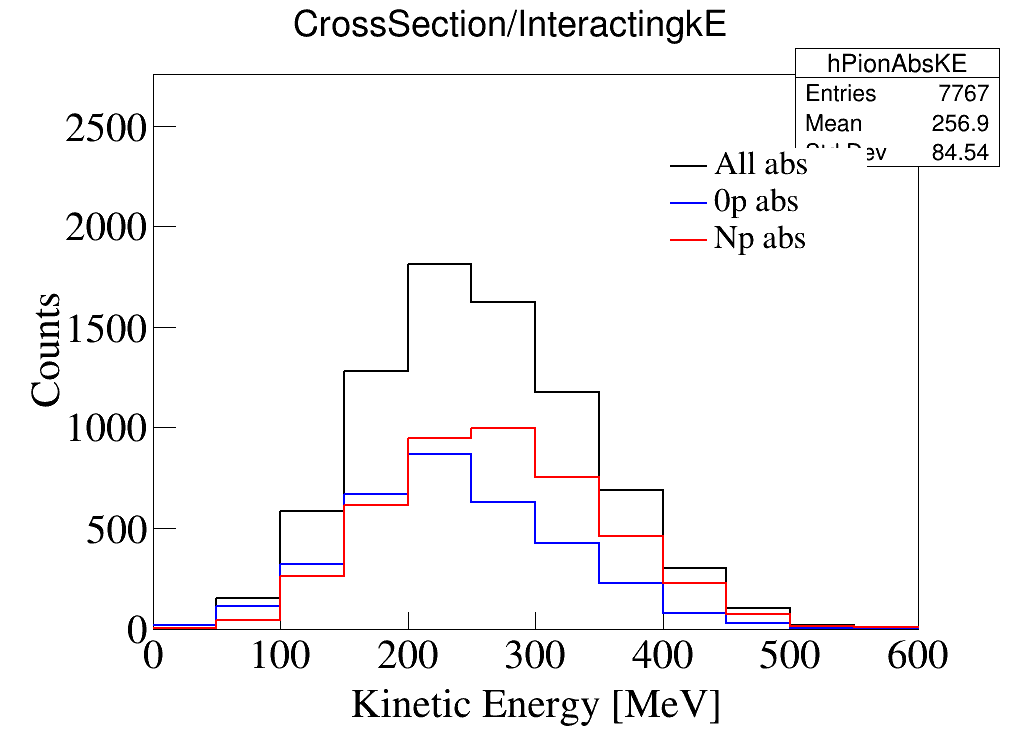 CrossSection/InteractingkE
hPionAbsKE
Entries 7767
Mean 256.9
84.54
All abs
0p abs
Np abs
2500
2000
1500
1000
500
0
Counts
0 100 200 300 400 500 600
Kinetic Energy [MeV]